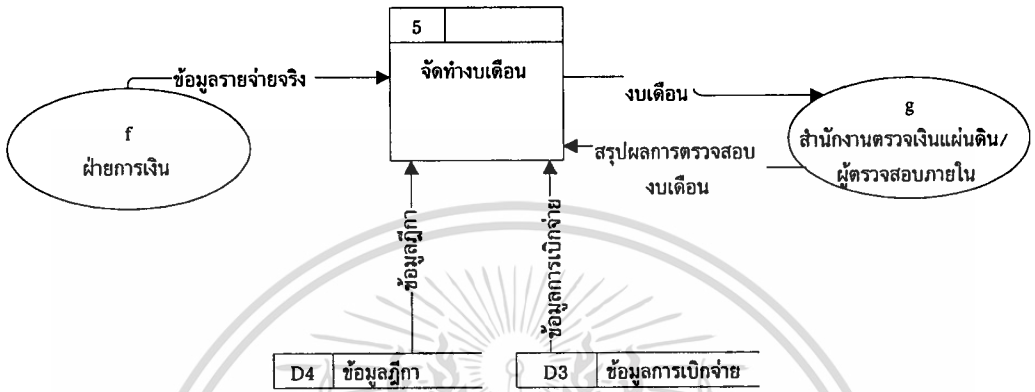 5
จัดทำงบเดือน
ข้อมูลรายจ่ายจริง
งบเดือน
f
ฝ่ายการเงิน
g
สำนักงานตรวจเงินแผ่นดิน/
ผู้ตรวจสอบภายใน
สรุปผลการตรวจสอบ
งบเดือน
ข้อมูลฎีกา
ข้อมูลการเบิกจ่าย
D4 ข้อมูลฎีกา
D3 ข้อมูลการเบิกจ่าย